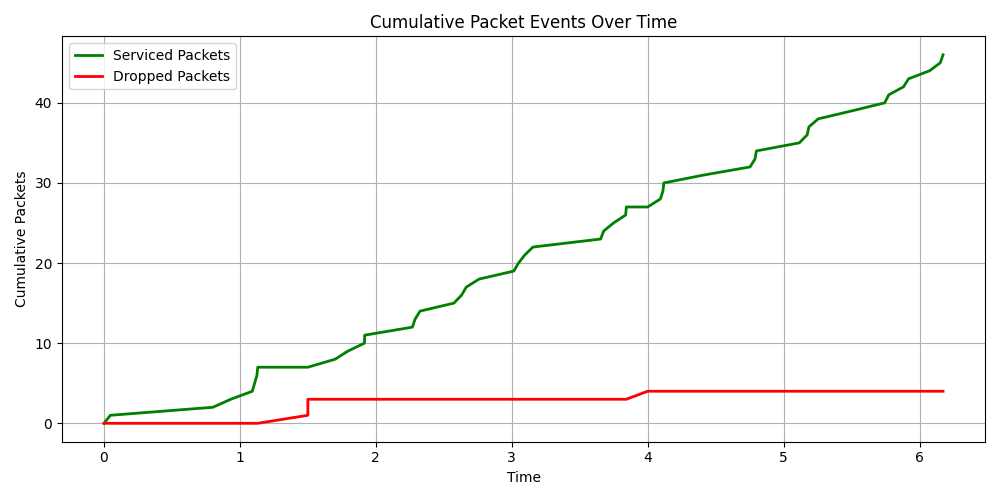 Cumulative Packet Events Over Time
Serviced Packets
Dropped Packets
Cumulative Packets
40
30
20
10
0
0 1 2 3 4 5 6
Time